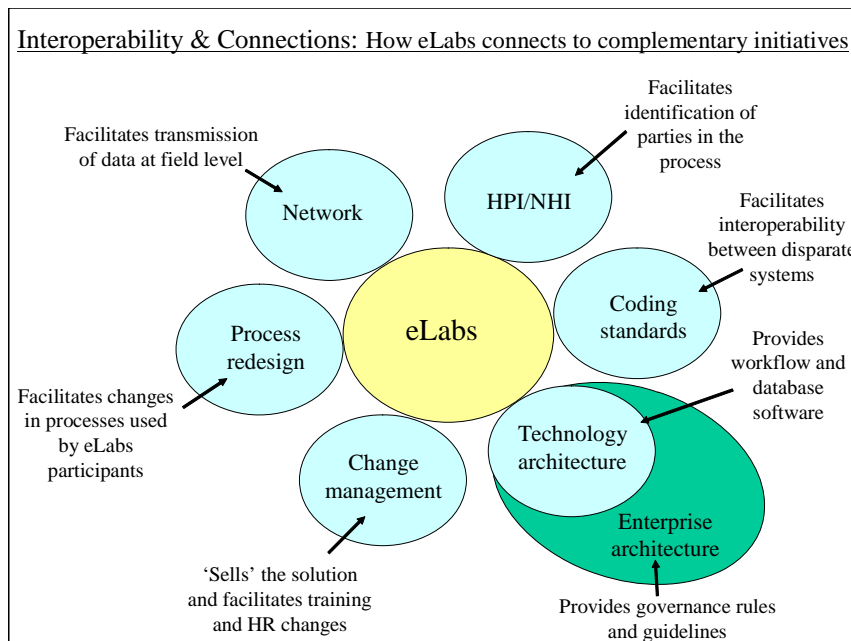 Interoperability & Connections: How eLabs connects to complementary initiatives
Facilitates
identification of
parties in the
process
Facilitates transmission
of data at field level
Network
HPI/NHI
Facilitates
interoperability
between disparate
systems
eLabs
Coding
standards
Process
redesign
Provides
workflow and
database
software
Facilitates changes
in processes used
by eLabs
participants
Technology
architecture
Change
management
Enterprise
architecture
‘Sells’ the solution
and facilitates training
and HR changes
Provides governance rules
and guidelines